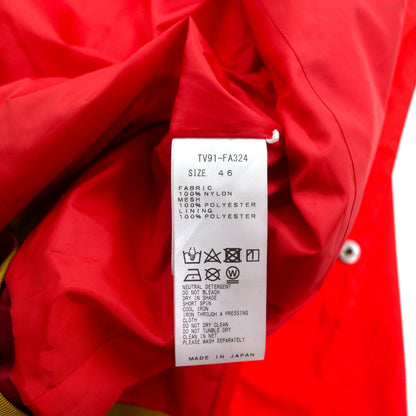 TV91-FA324
SIZE 46
FABRIC
100% NYLON
MESH
100% POLYESTER
LINING
100% POLYESTER
NEUTRAL DETERGENT
DO NOT BLEACH
DRY IN SHADE
SHORT SPIN
COOL IRON
IRON THROUGH A PRESSING
CLOTH
DO NOT DRY CLEAN
DO NOT TUMBLE DRY
CLEAN IN NET
PLEASE WASH SEPARATELY
MADE IN JAPAN